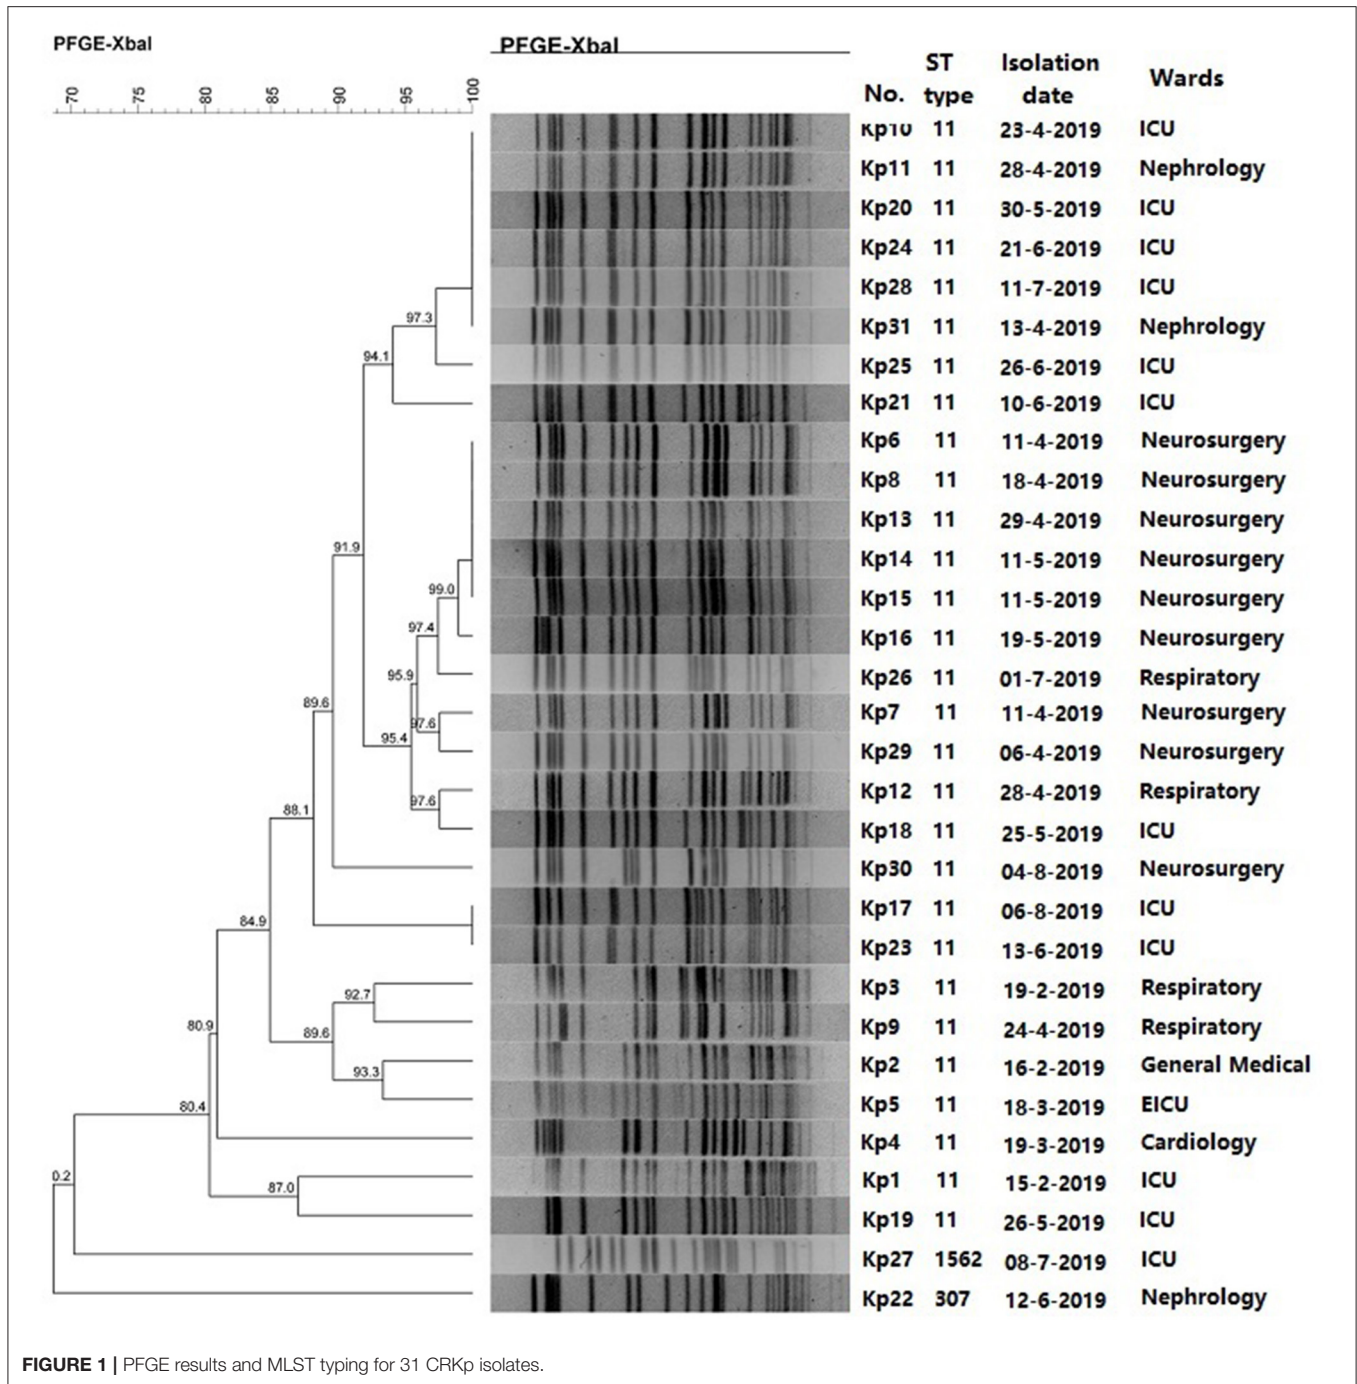 PFGE-XbaI
PFGE-XbaI
70 75 80 85 90 95 100
No. ST type Isolation date Wards
Kp10 11 23-4-2019 ICU
Kp11 11 28-4-2019 Nephrology
Kp20 11 30-5-2019 ICU
Kp24 11 21-6-2019 ICU
Kp28 11 11-7-2019 ICU
Kp31 11 13-4-2019 Nephrology
Kp25 11 26-6-2019 ICU
Kp21 11 10-6-2019 ICU
Kp6 11 11-4-2019 Neurosurgery
Kp8 11 18-4-2019 Neurosurgery
Kp13 11 29-4-2019 Neurosurgery
Kp14 11 11-5-2019 Neurosurgery
Kp15 11 11-5-2019 Neurosurgery
Kp16 11 19-5-2019 Neurosurgery
Kp26 11 01-7-2019 Respiratory
Kp7 11 11-4-2019 Neurosurgery
Kp29 11 06-4-2019 Neurosurgery
Kp12 11 28-4-2019 Respiratory
Kp18 11 25-5-2019 ICU
Kp30 11 04-8-2019 Neurosurgery
Kp17 11 06-8-2019 ICU
Kp23 11 13-6-2019 ICU
Kp3 11 19-2-2019 Respiratory
Kp9 11 24-4-2019 Respiratory
Kp2 11 16-2-2019 General Medical
Kp5 11 18-3-2019 EICU
Kp4 11 19-3-2019 Cardiology
Kp1 11 15-2-2019 ICU
Kp19 11 26-5-2019 ICU
Kp27 1562 08-7-2019 ICU
Kp22 307 12-6-2019 Nephrology
97.3
94.1
91.9
99.0
97.4
95.9
89.6
97.6
95.4
97.6
88.1
84.9
92.7
80.9
89.6
93.3
80.4
0.2
87.0
FIGURE 1 | PFGE results and MLST typing for 31 CRKp isolates.